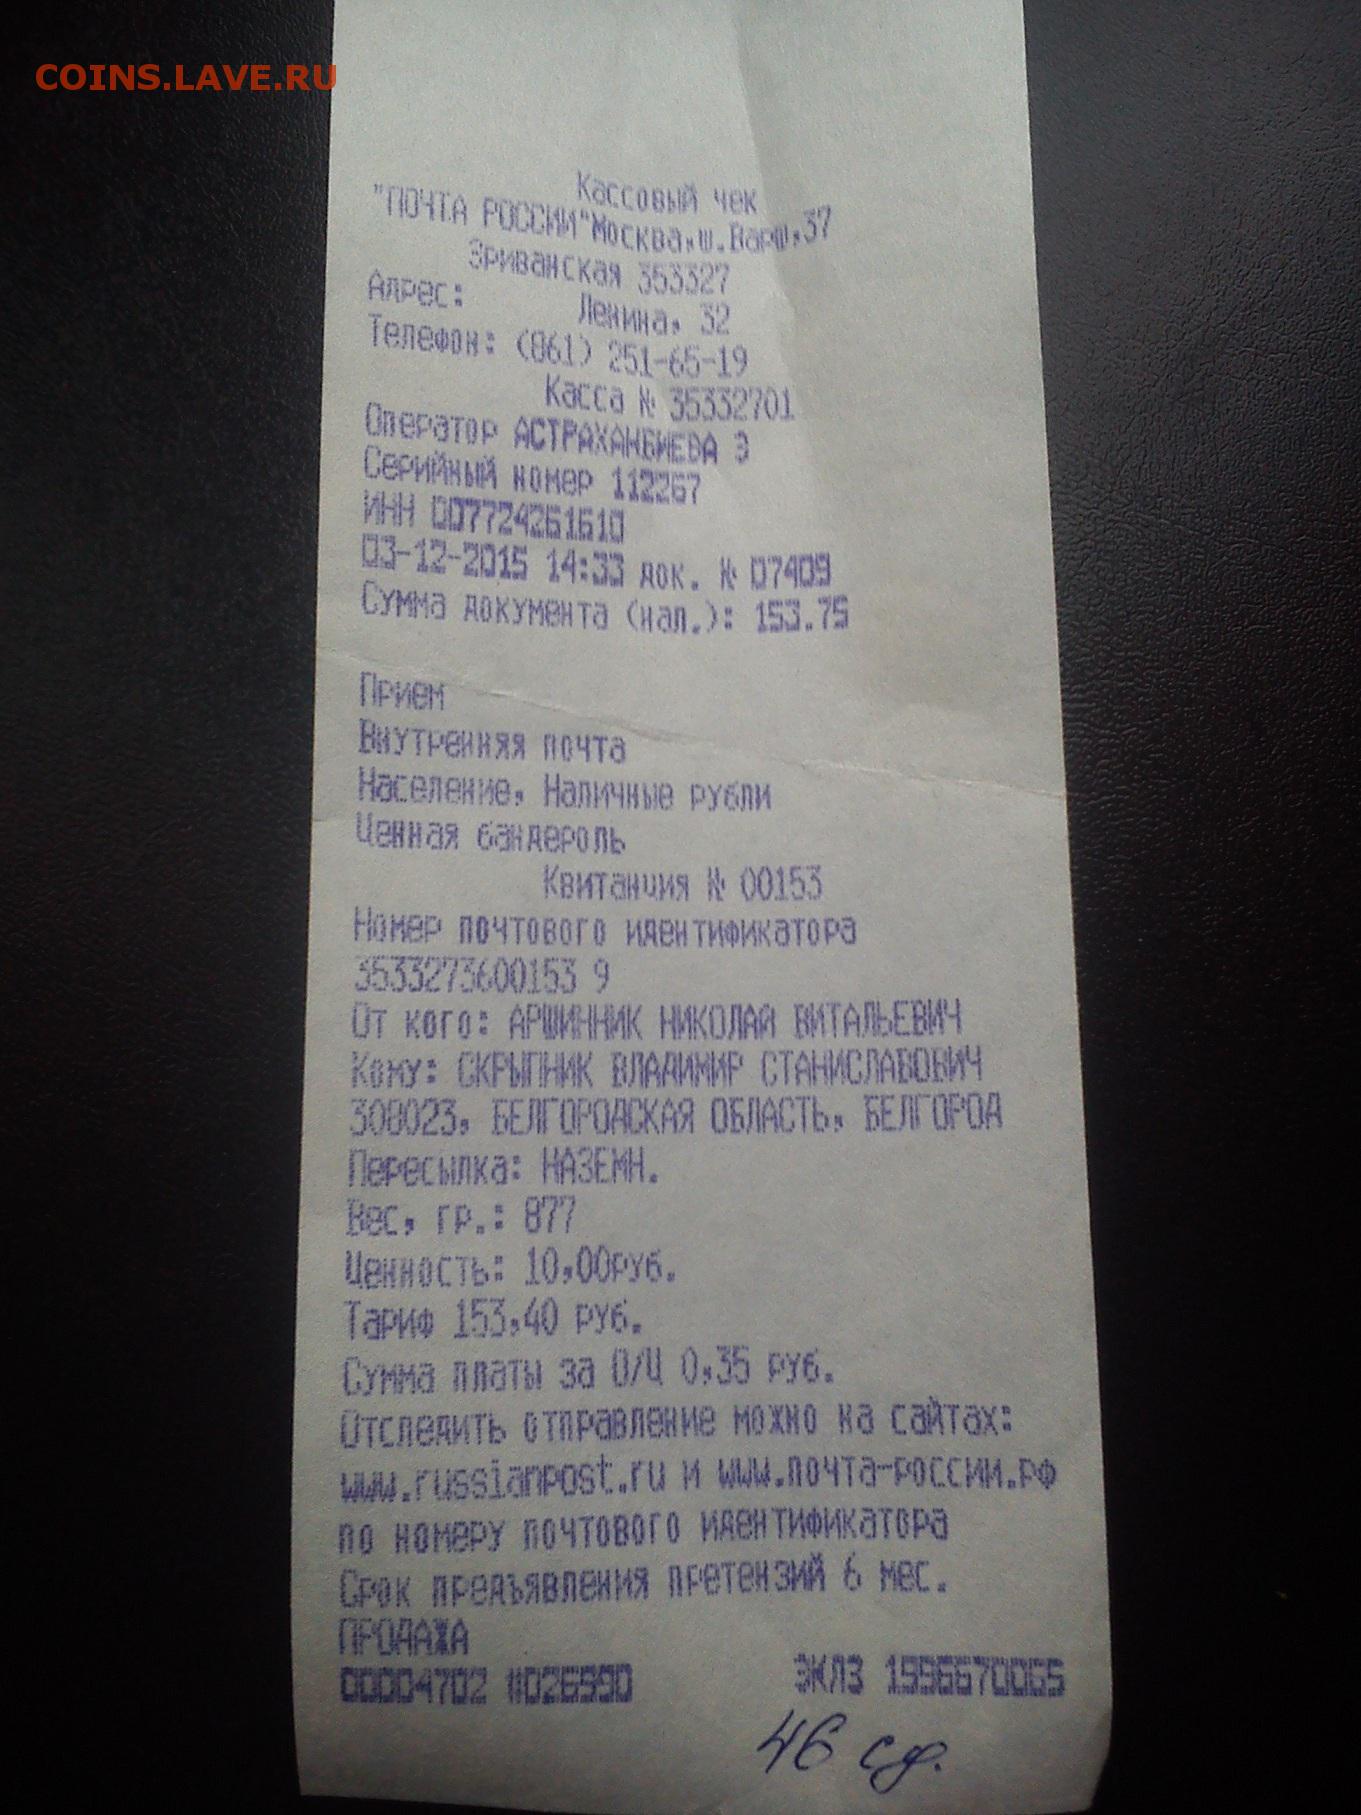 COINS.LAVE.RU
Кассовый чек
"ПОЧТА РОССИИ"Москва,ш.Варш,37
Эриванская 353327
Адрес: Ленина, 32
Телефон: (861) 251-65-19
Касса № 35332701
Оператор АСТРАХАНБИЕВА Э
Серийный номер 112267
ИНН 007724261610
03-12-2015 14:33 док. № 07409
Сумма документа (нал.): 153.75
Прием
Внутренняя почта
Население, Наличные рубли
Ценная бандероль
Квитанция № 00153
Номер почтового идентификатора
3533273600153 9
От кого: АРШИННИК НИКОЛАЙ ВИТАЛЬЕВИЧ
Кому: СКРЫПНИК ВЛАДИМИР СТАНИСЛАВОВИЧ
308023, БЕЛГОРОДСКАЯ ОБЛАСТЬ, БЕЛГОРОД
Пересылка: НАЗЕМН.
Вес, гр.: 877
Ценность: 10,00руб.
Тариф 153,40 руб.
Сумма платы за О/Ц 0,35 руб.
Отследить отправление можно на сайтах:
www.russianpost.ru и www.почта-россии.рф
по номеру почтового идентификатора
Срок предъявления претензий 6 мес.
ПРОДАЖА
00004702 #026990 ЭКЛЗ 1996670065
46 сд.